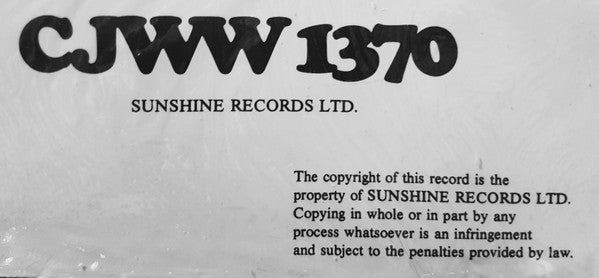 CJWW 1370
SUNSHINE RECORDS LTD.
The copyright of this record is the
property of SUNSHINE RECORDS LTD.
Copying in whole or in part by any
process whatsoever is an infringement
and subject to the penalties provided by law.